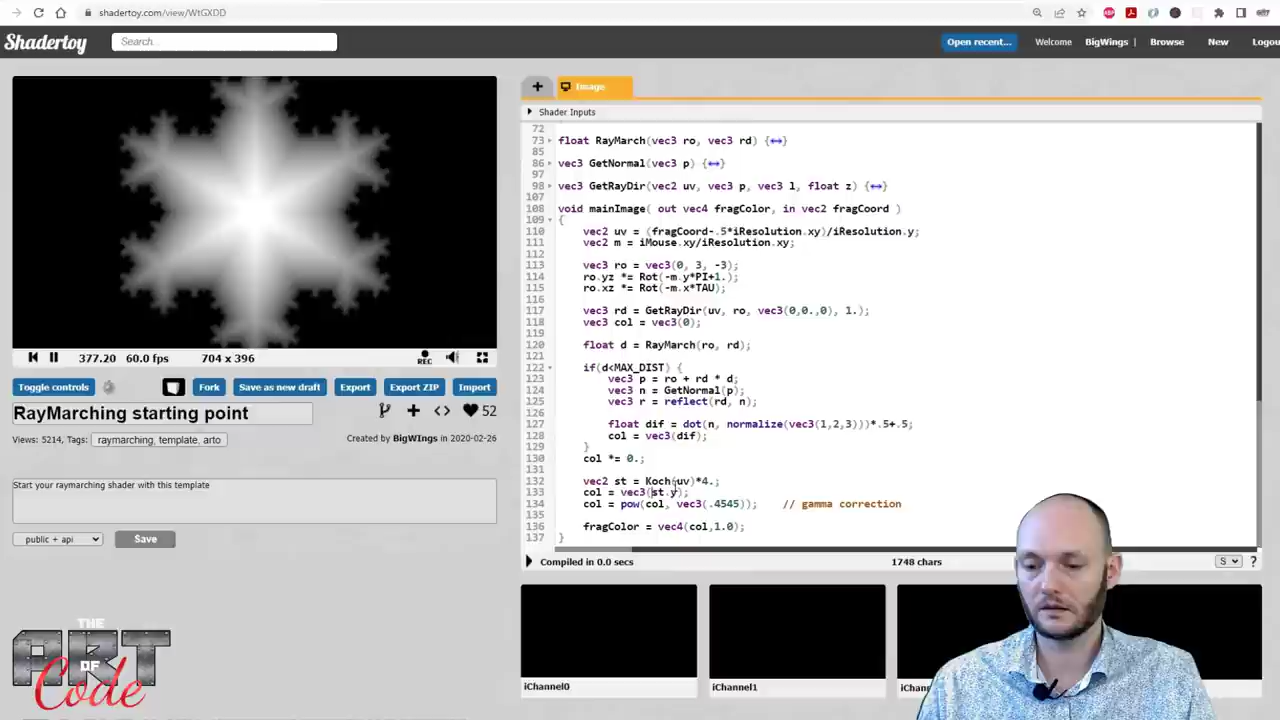 shadertoy.com/view/WtGXDD
Shadertoy
Search...
Open recent...
Welcome
BigWings |
Browse
New
Logou
+
Image
Shader Inputs
72
73 float RayMarch(vec3 ro, vec3 rd) {↔}
85
86 vec3 GetNormal(vec3 p) {↔}
97
98 vec3 GetRayDir(vec2 uv, vec3 p, vec3 l, float z) {↔}
107
108 void mainImage( out vec4 fragColor, in vec2 fragCoord )
109 {
110 vec2 uv = (fragCoord-.5*iResolution.xy)/iResolution.y;
111 vec2 m = iMouse.xy/iResolution.xy;
112
113 vec3 ro = vec3(0, 3, -3);
114 ro.yz *= Rot(-m.y*PI+1.);
115 ro.xz *= Rot(-m.x*TAU);
116
117 vec3 rd = GetRayDir(uv, ro, vec3(0,0.,0), 1.);
118 vec3 col = vec3(0);
119
120 float d = RayMarch(ro, rd);
121
122 if(d<MAX_DIST) {
123 vec3 p = ro + rd * d;
124 vec3 n = GetNormal(p);
125 vec3 r = reflect(rd, n);
126
127 float dif = dot(n, normalize(vec3(1,2,3)))*.5+.5;
128 col = vec3(dif);
129 }
130 col *= 0.;
131
132 vec2 st = Koch(uv)*4.;
133 col = vec3(st.y);
134 col = pow(col, vec3(.4545)); // gamma correction
135
136 fragColor = vec4(col,1.0);
137 }
377.20 60.0 fps 704 x 396
REC
Toggle controls
Fork
Save as new draft
Export
Export ZIP
Import
RayMarching starting point
52
Views: 5214, Tags: raymarching, template, arto
Created by BigWIngs in 2020-02-26
Start your raymarching shader with this template
public + api
Save
Compiled in 0.0 secs
1748 chars
S
?
iChannel0
iChannel1
iChann
THE
ART
OF
Code